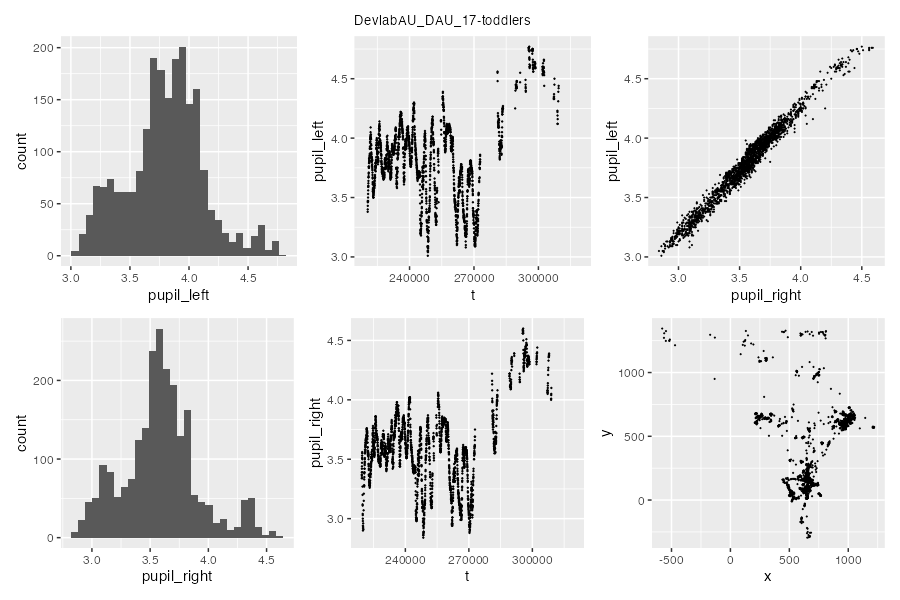 DevlabAU_DAU_17-toddlers
count
200
150
100
50
0
3.0 3.5 4.0 4.5
pupil_left
pupil_left
4.5
4.0
3.5
3.0
240000 270000 300000
t
pupil_left
4.5
4.0
3.5
3.0
3.0 3.5 4.0 4.5
pupil_right
count
200
100
0
3.0 3.5 4.0 4.5
pupil_right
pupil_right
4.5
4.0
3.5
3.0
240000 270000 300000
t
y
1000
500
0
-500 0 500 1000
x